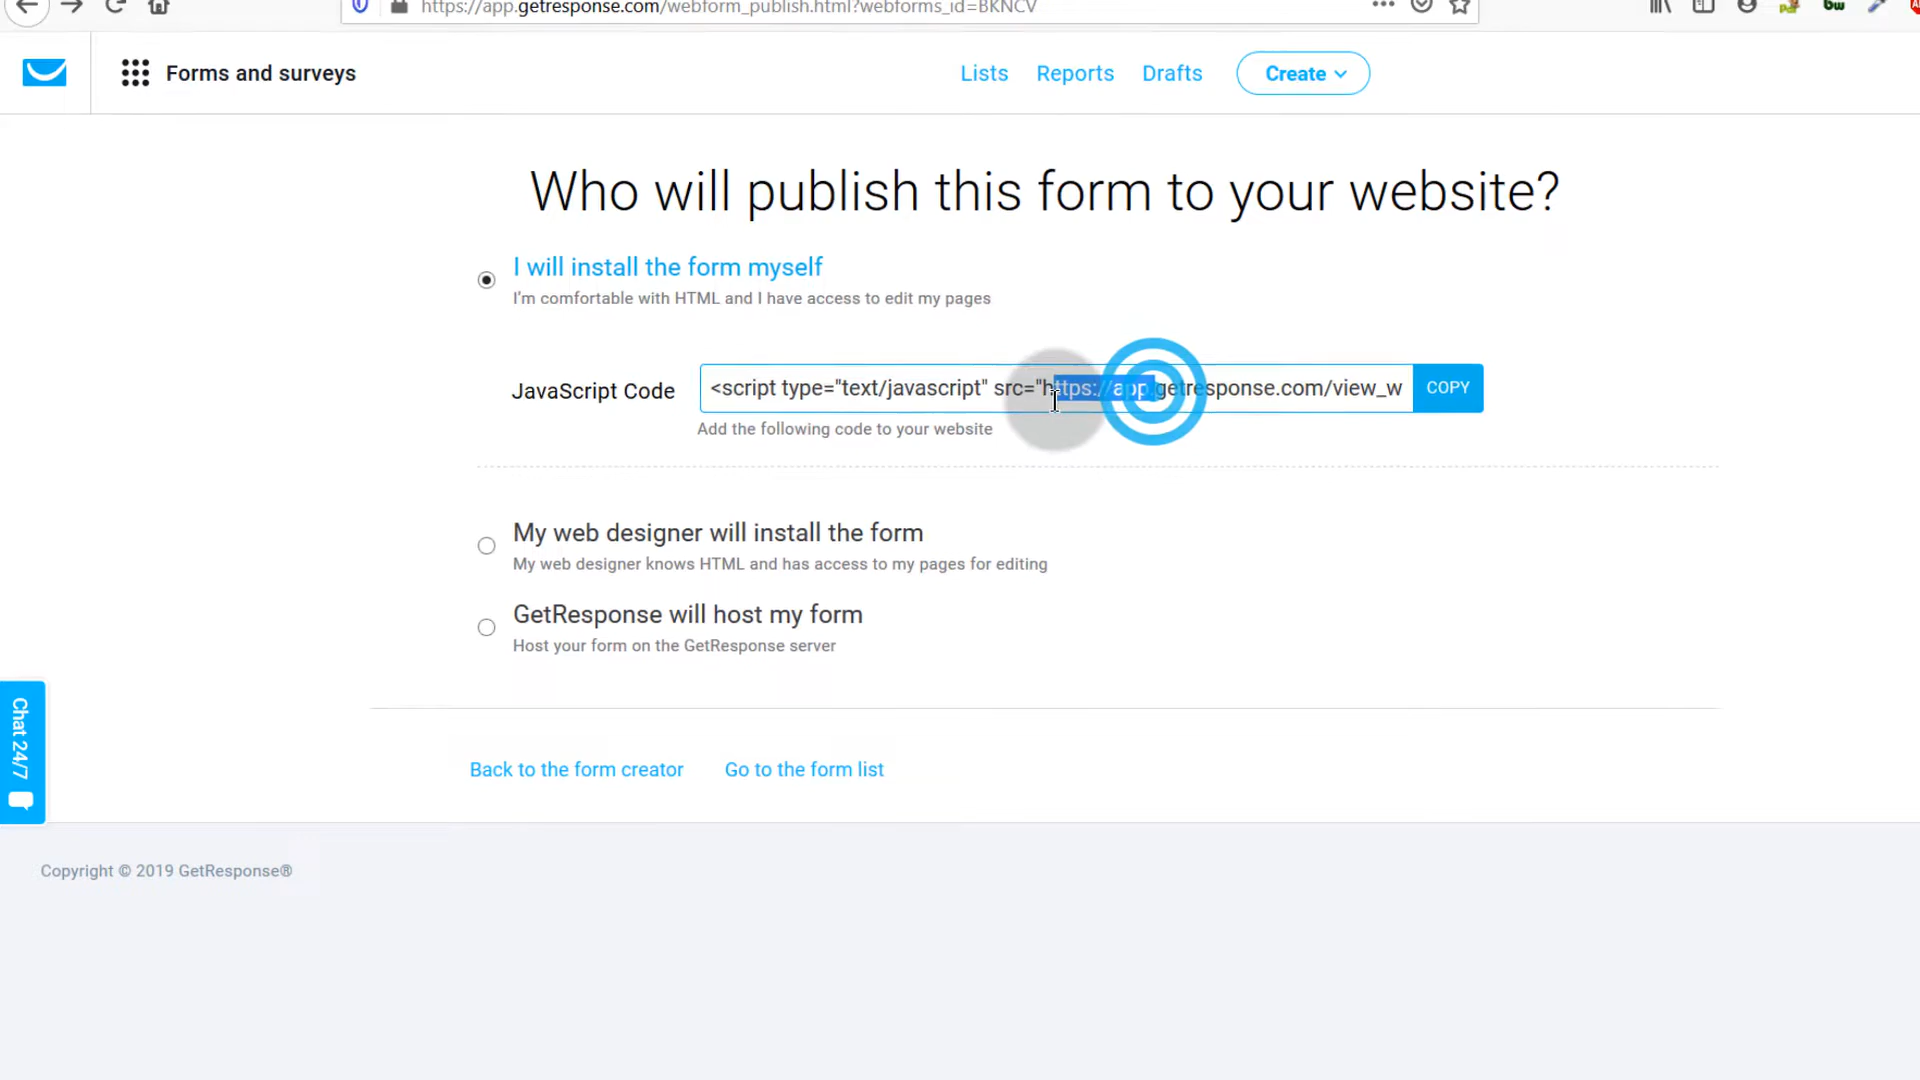 https://app.getresponse.com/webform_publish.html?webforms_id=BKNCV
Forms and surveys
Lists
Reports
Drafts
Create
Who will publish this form to your website?
I will install the form myself
I'm comfortable with HTML and I have access to edit my pages
JavaScript Code
<script type="text/javascript" src="https://app.getresponse.com/view_w
COPY
Add the following code to your website
My web designer will install the form
My web designer knows HTML and has access to my pages for editing
GetResponse will host my form
Host your form on the GetResponse server
Chat 24/7
Back to the form creator
Go to the form list
Copyright © 2019 GetResponse®